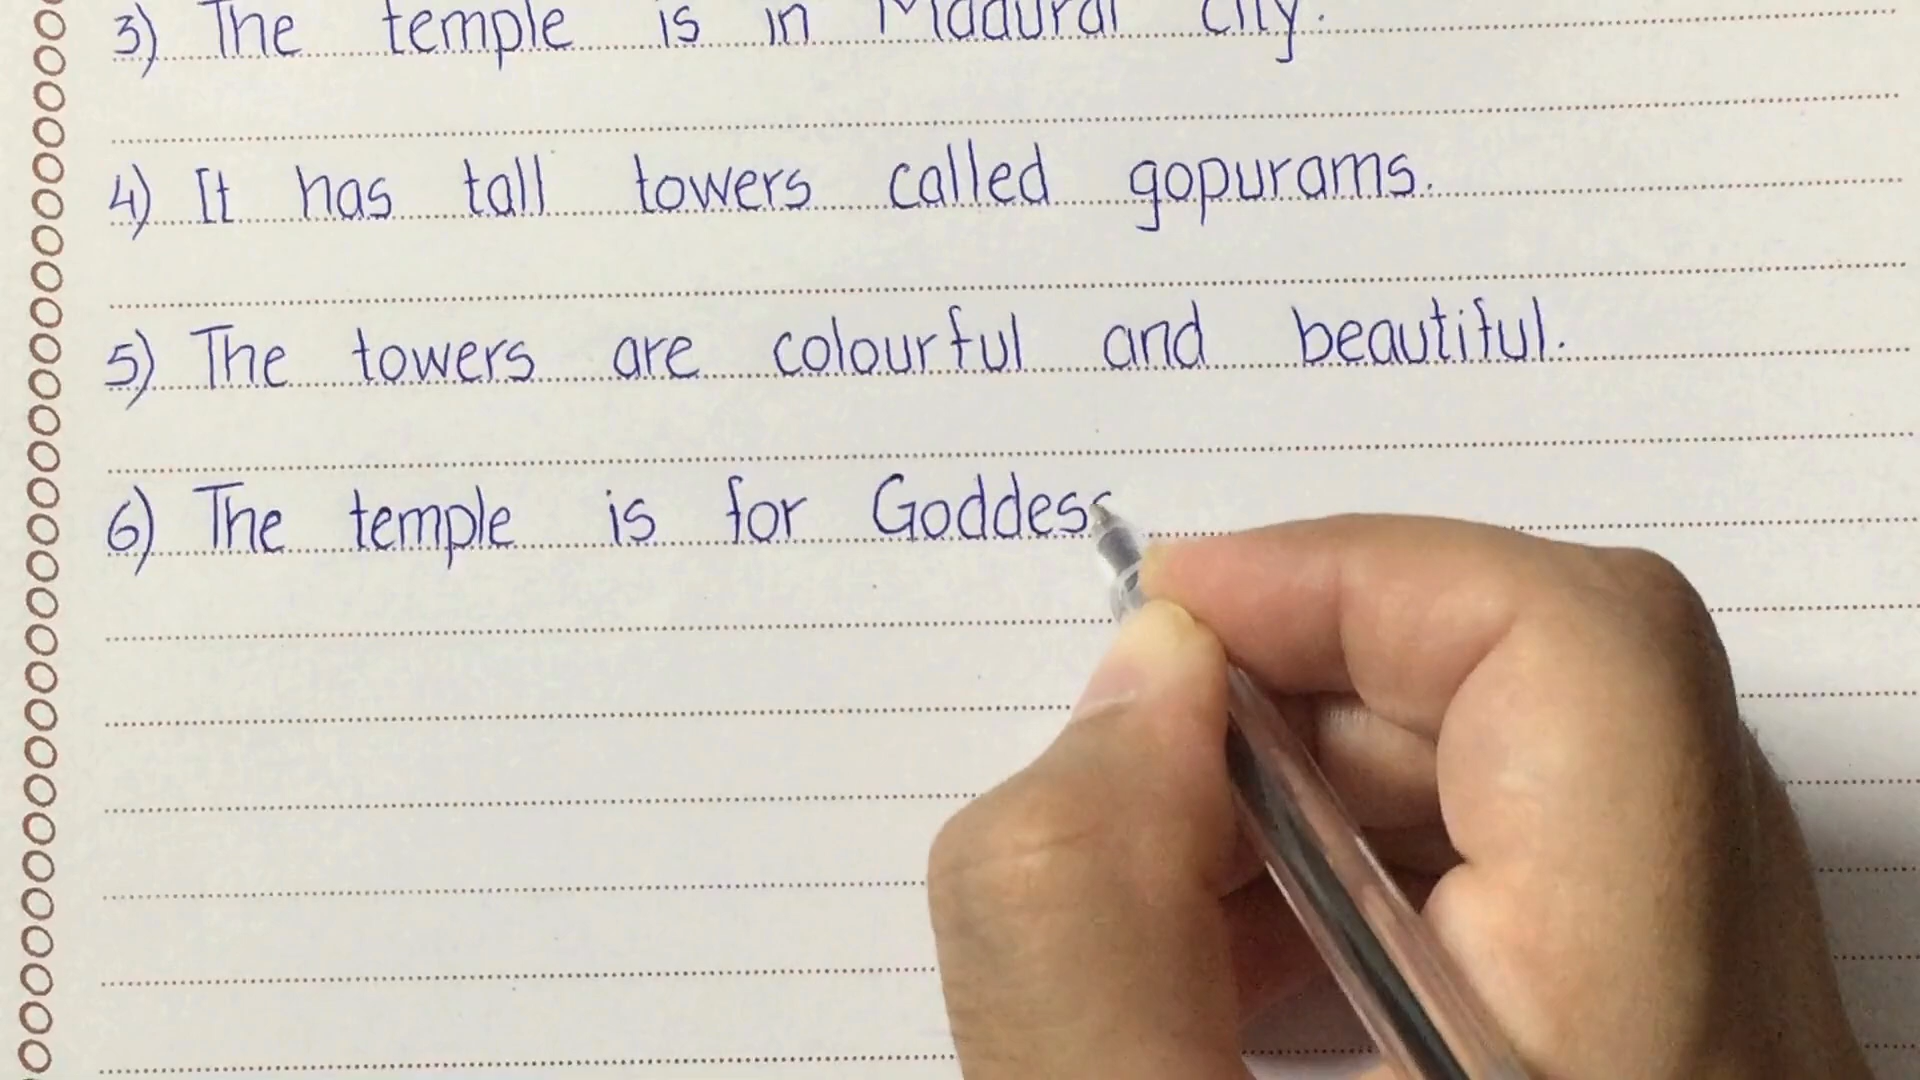 3) The temple is in Madurai city.
4) It has tall towers called gopurams.
5) The towers are colourful and beautiful.
6) The temple is for Goddess